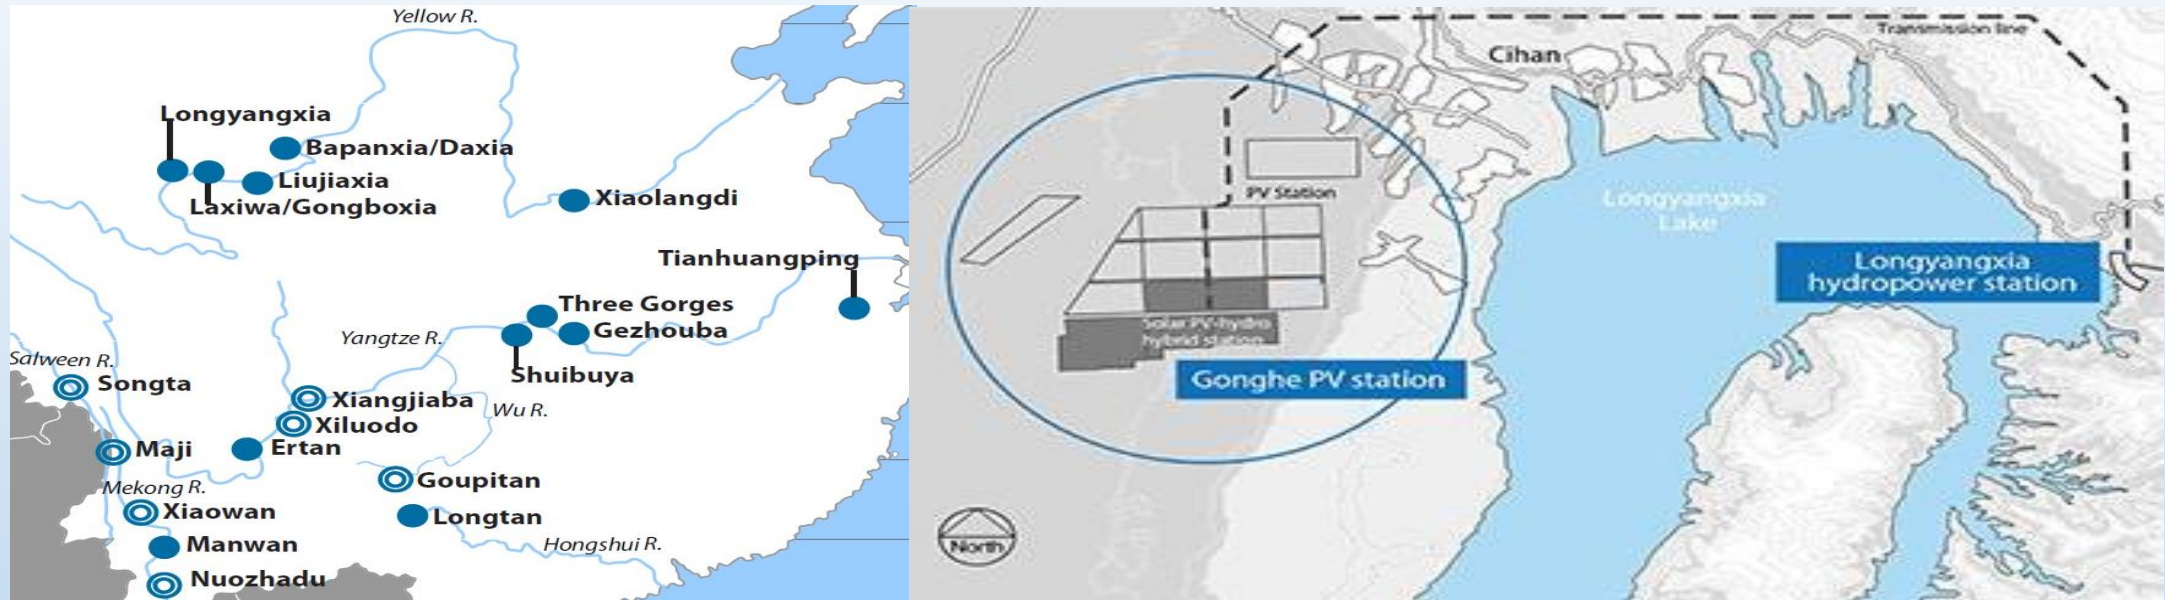 Yellow R.
Longyangxia
Bapanxia/Daxia
Liujiaxia
Laxiwa/Gongboxia
Xiaolangdi
Tianhuangping
Three Gorges
Gezhouba
Yangtze R.
Shuibuya
Salween R.
Songta
Xiangjiaba
Wu R.
Xiluodo
Maji
Ertan
Goupitan
Mekong R.
Xiaowan
Longtan
Manwan
Hongshui R.
Nuozhadu
Transmission line
Cihan
PV Station
Longyangxia
Lake
Longyangxia
hydropower station
Solar PV-hydro
hybrid station
Gonghe PV station
North